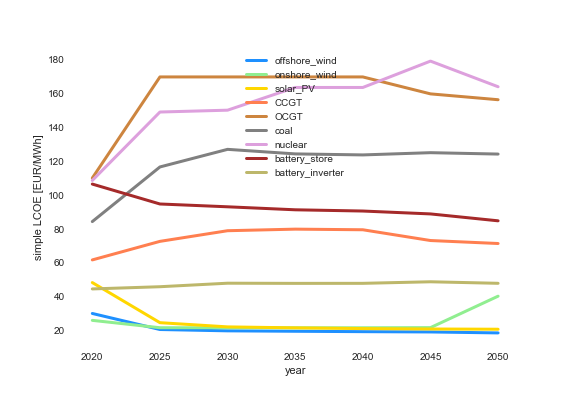 180
160
140
120
100
80
60
40
20
simple LCOE [EUR/MWh]
offshore_wind
onshore_wind
solar_PV
CCGT
OCGT
coal
nuclear
battery_store
battery_inverter
2020 2025 2030 2035 2040 2045 2050
year